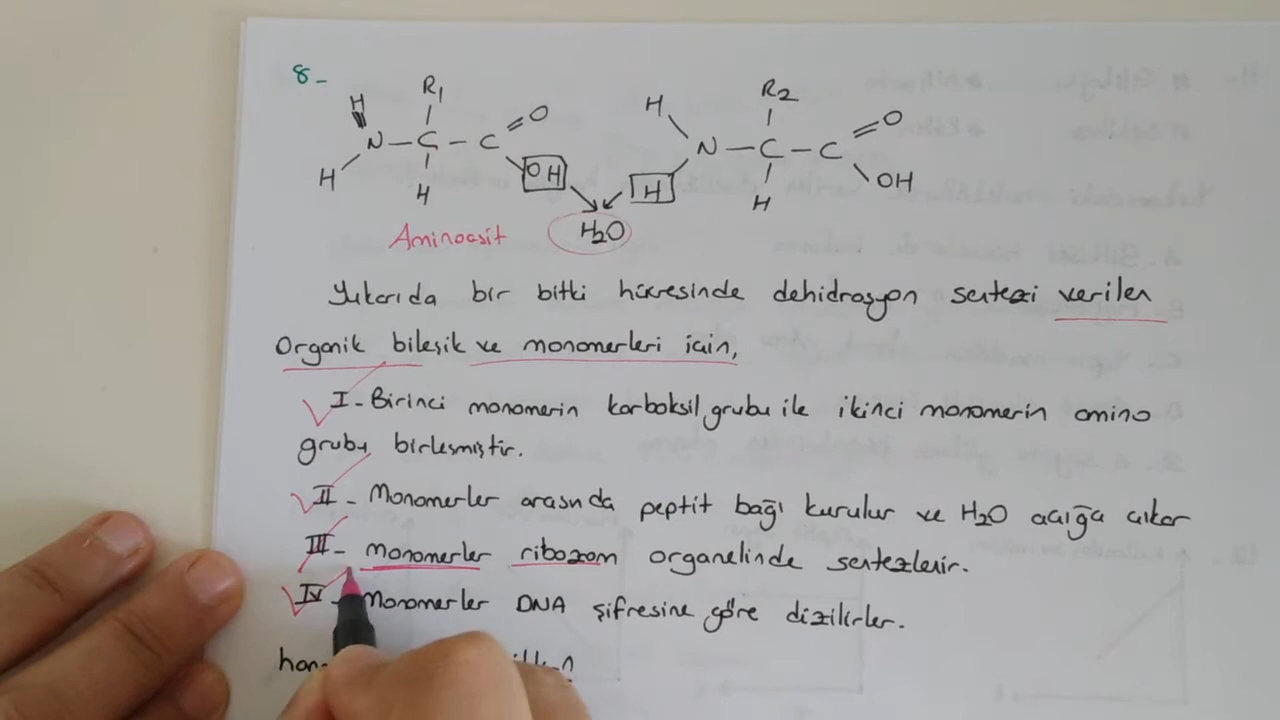 8-
R1 R2
H O H O
N-C-C N-C-C
H H OH H H OH
Aminoasit H2O
Yukarıda bir bitki hücresinde dehidrasyon sentezi verilen
Organik bileşik ve monomerleri için,
I-Birinci monomerin karboksil grubu ile ikinci monomerin amino
grubu birleşmiştir.
II- Monomerler arasında peptit bağı kurulur ve H2O açığa çıkar
III- monomerler ribozom organelinde sentezlenir.
IV- Monomerler DNA şifresine göre dizilirler.